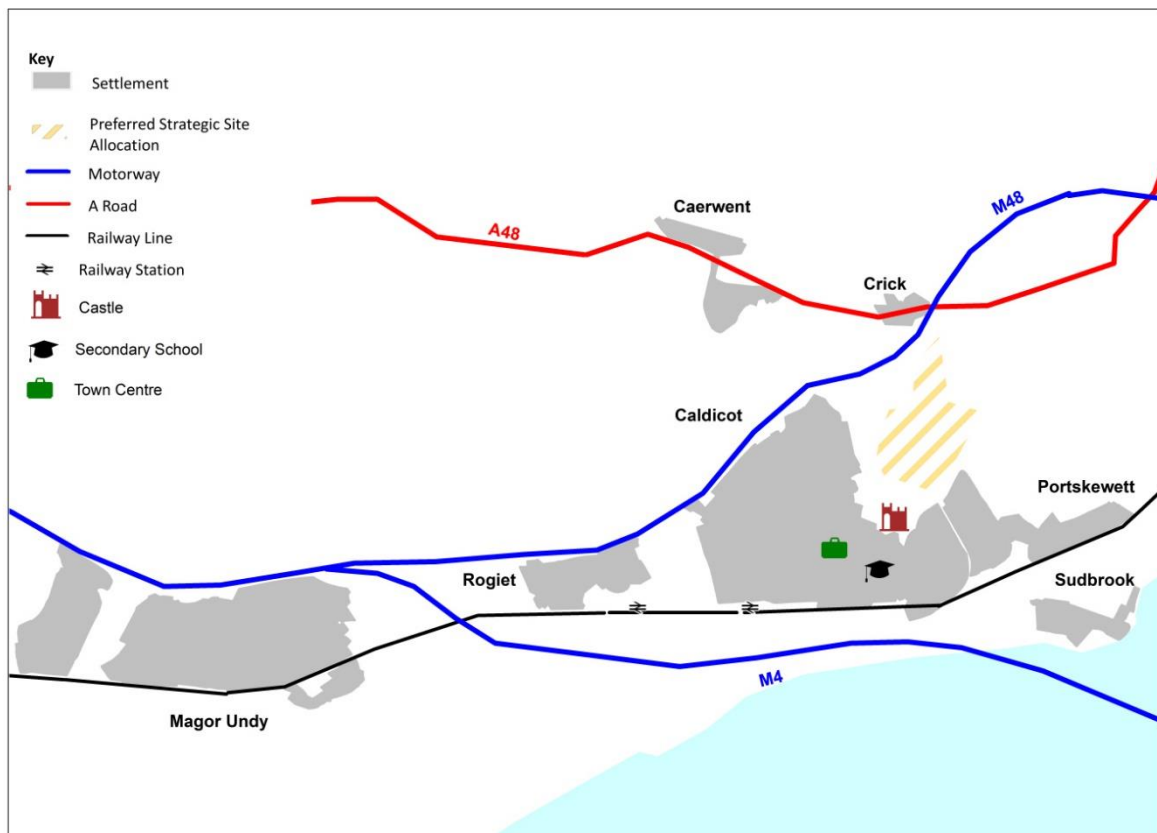 Key
Settlement
Preferred Strategic Site
Allocation
Motorway
A Road
Railway Line
Railway Station
Castle
Secondary School
Town Centre
A48
Caerwent
M48
Crick
Caldicot
Portskewett
Rogiet
Sudbrook
M4
Magor Undy